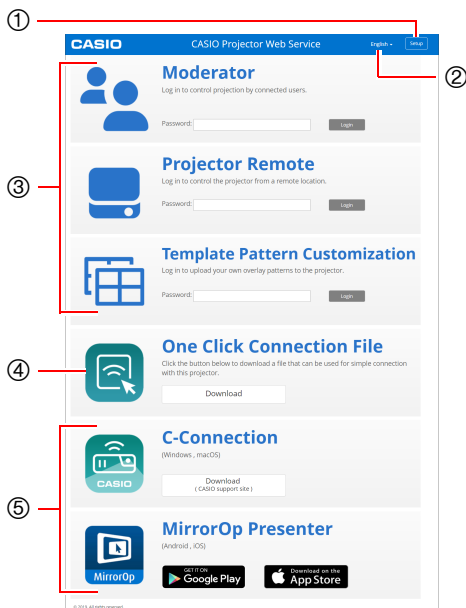 ①
CASIO
CASIO Projector Web Service
English
Setup
②
③
Moderator
Log in to control projection by connected users.
Password:
Login
Projector Remote
Log in to control the projector from a remote location.
Password:
Login
Template Pattern Customization
Log in to upload your own overlay patterns to the projector.
Password:
Login
④
One Click Connection File
Click the button below to download a file that can be used for simple connection
with this projector.
Download
⑤
CASIO
C-Connection
(Windows , macOS)
Download
( CASIO support site )
MirrorOp
MirrorOp Presenter
(Android , iOS)
GET IT ON
Google Play
Download on the
App Store
© 2019. All rights reserved.